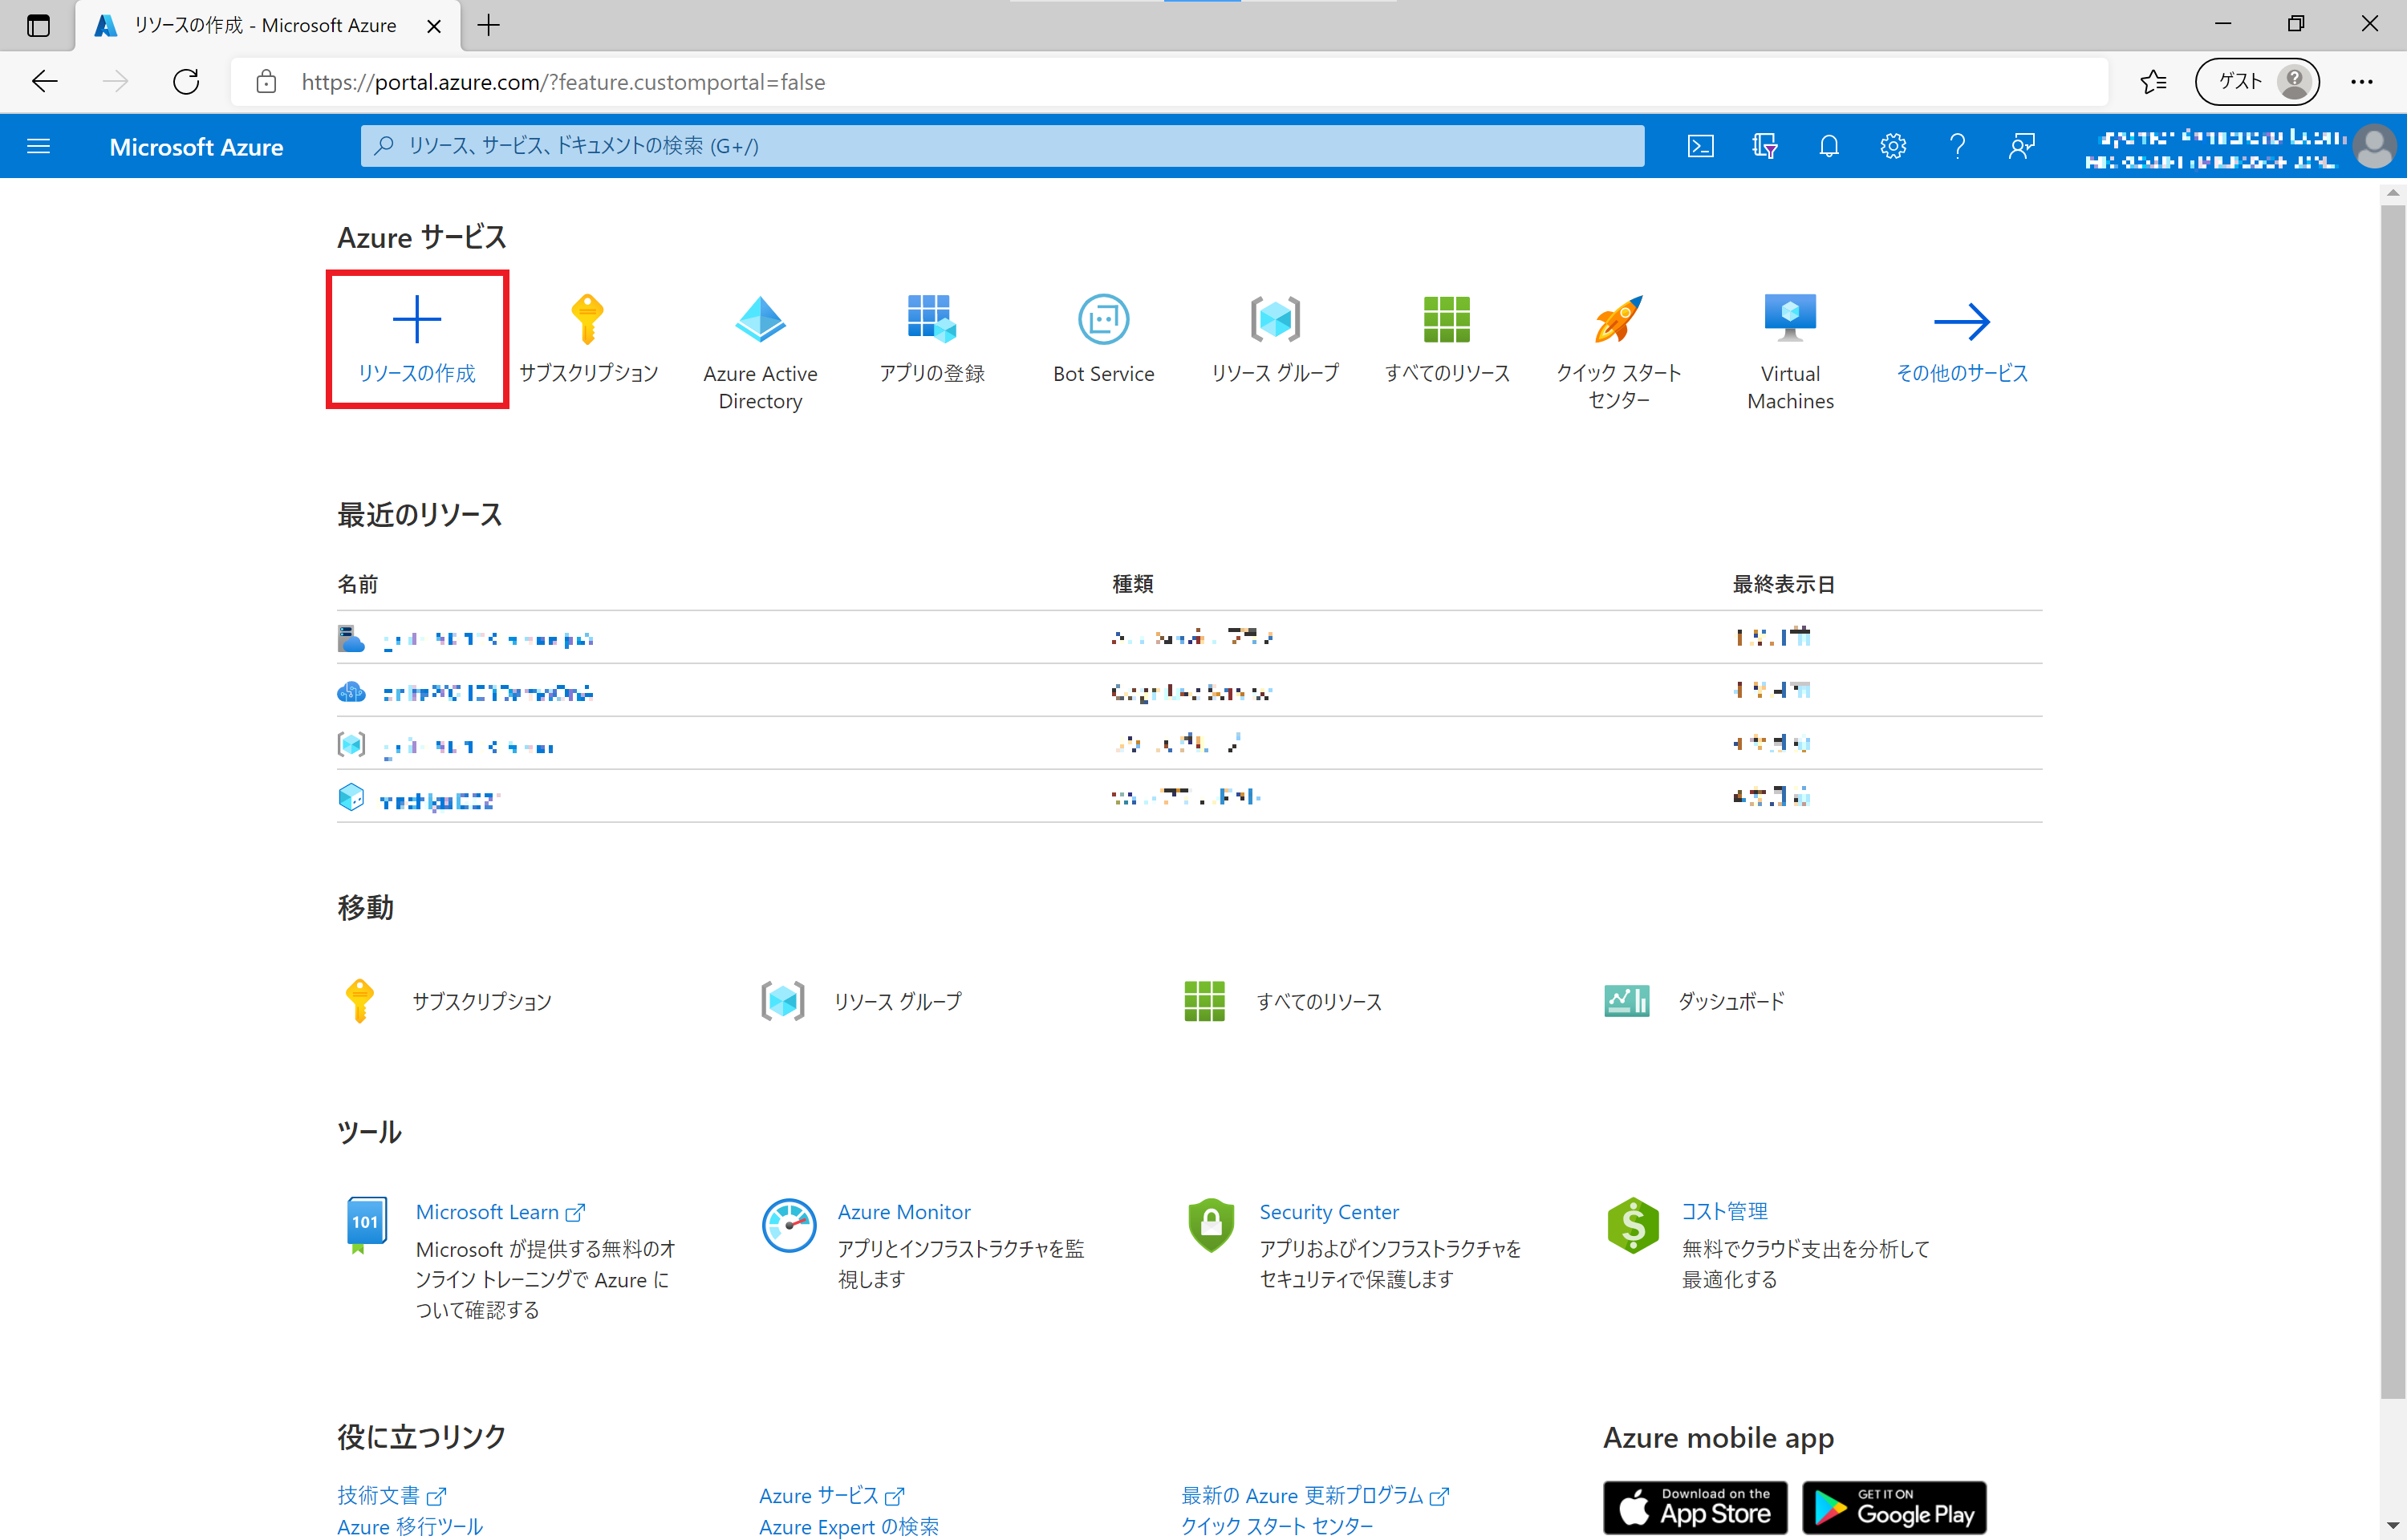 リソースの作成 - Microsoft Azure
https://portal.azure.com/?feature.customportal=false
ゲスト
Microsoft Azure
リソース、サービス、ドキュメントの検索 (G+/)
Azure サービス
リソースの作成
サブスクリプション
Azure Active
Directory
アプリの登録
Bot Service
リソース グループ
すべてのリソース
クイック スタート
センター
Virtual
Machines
その他のサービス
最近のリソース
名前 種類 最終表示日
移動
サブスクリプション
リソース グループ
すべてのリソース
ダッシュボード
ツール
101
Microsoft Learn
Microsoft が提供する無料のオ
ンライン トレーニングで Azure に
ついて確認する
Azure Monitor
アプリとインフラストラクチャを監
視します
Security Center
アプリおよびインフラストラクチャを
セキュリティで保護します
コスト管理
無料でクラウド支出を分析して
最適化する
役に立つリンク
技術文書
Azure 移行ツール
Azure サービス
Azure Expert の検索
最新の Azure 更新プログラム
クイック スタート センター
Azure mobile app
Download on the
App Store
GET IT ON
Google Play